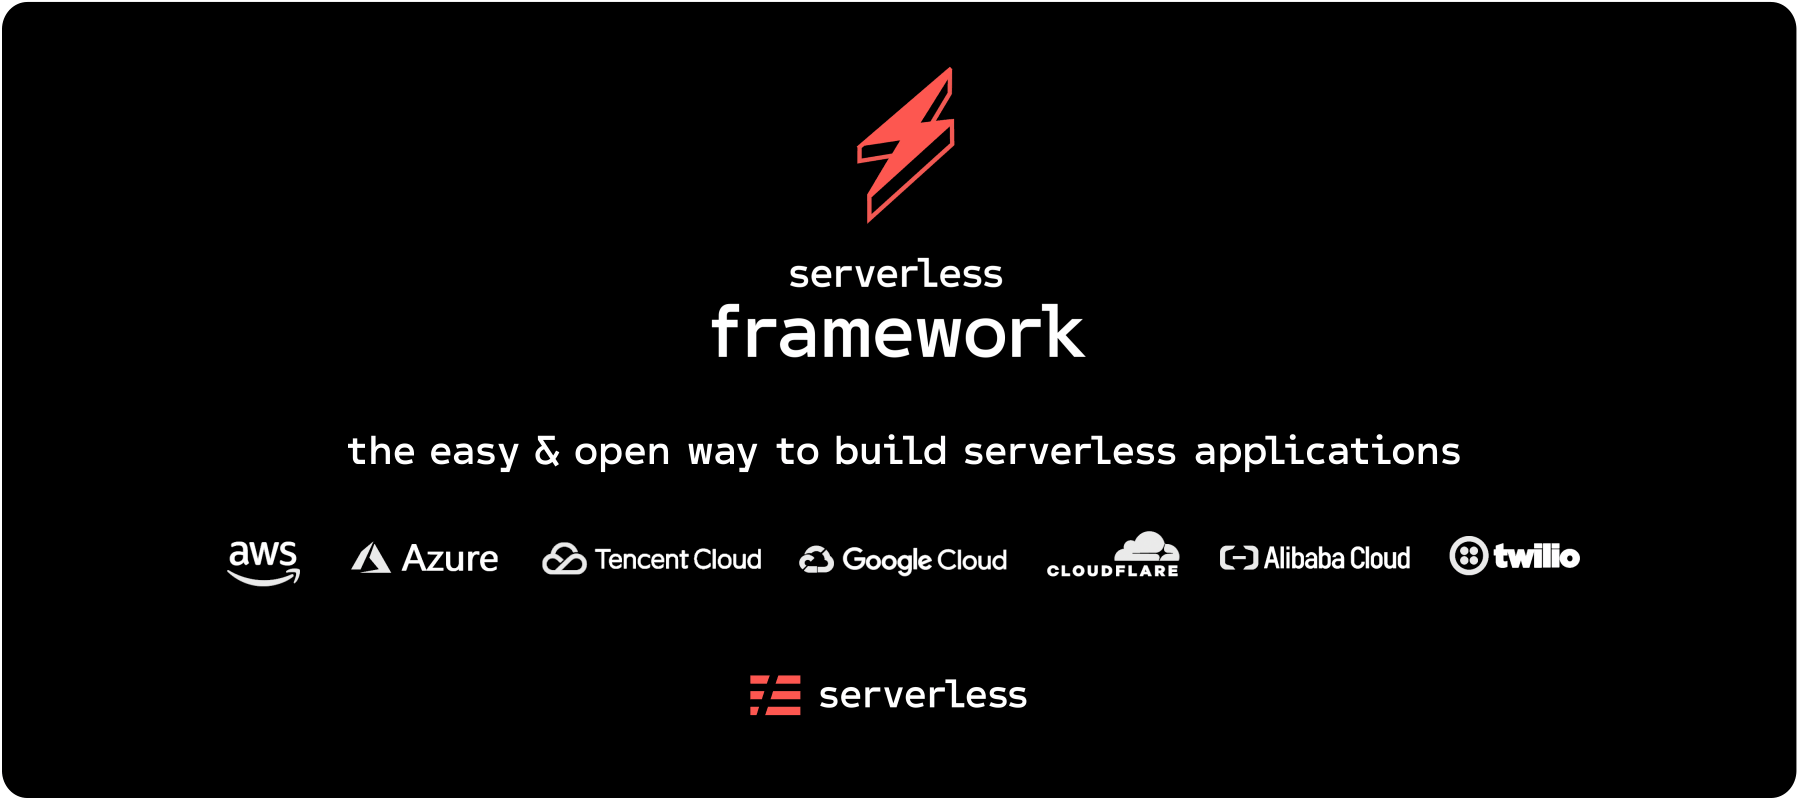 serverless
framework
the easy & open way to build serverless applications
aws Azure Tencent Cloud Google Cloud CLOUDFLARE Alibaba Cloud twilio
serverless